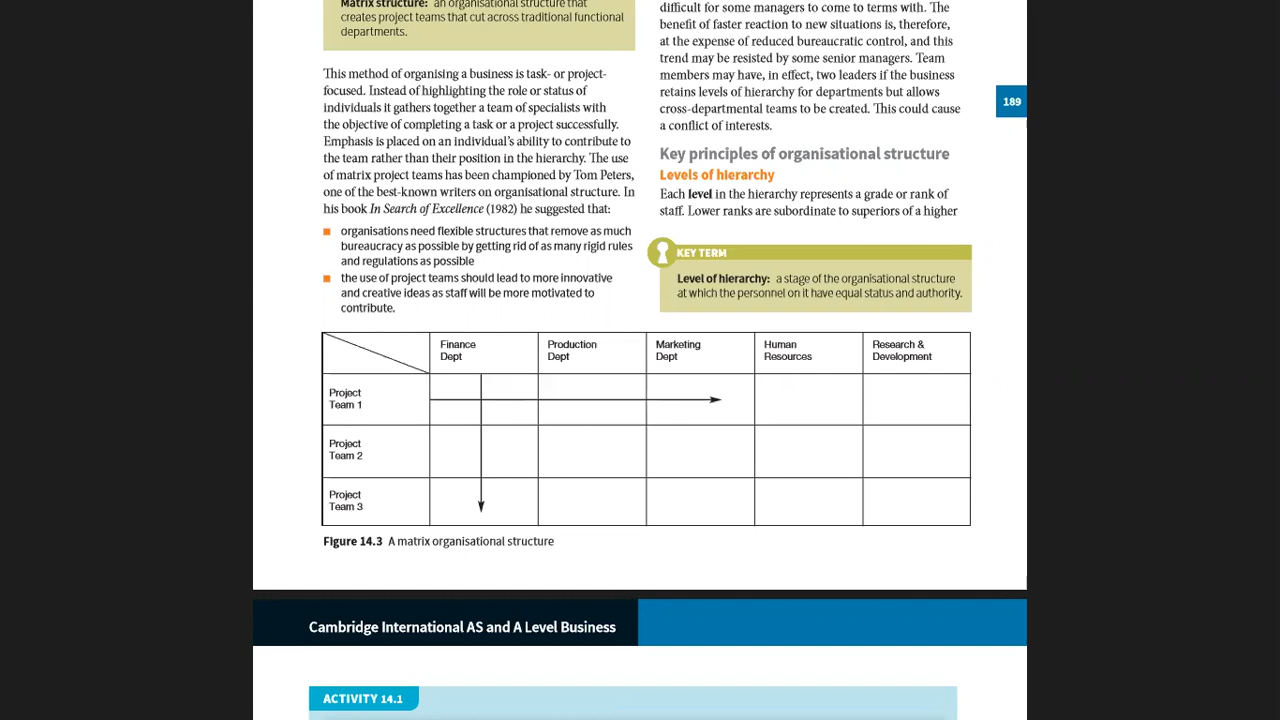 Matrix structure: an organisational structure that
creates project teams that cut across traditional functional
departments.
This method of organising a business is task- or project-
focused. Instead of highlighting the role or status of
individuals it gathers together a team of specialists with
the objective of completing a task or a project successfully.
Emphasis is placed on an individual's ability to contribute to
the team rather than their position in the hierarchy. The use
of matrix project teams has been championed by Tom Peters,
one of the best-known writers on organisational structure. In
his book In Search of Excellence (1982) he suggested that:
■ organisations need flexible structures that remove as much
bureaucracy as possible by getting rid of as many rigid rules
and regulations as possible
■ the use of project teams should lead to more innovative
and creative ideas as staff will be more motivated to
contribute.
difficult for some managers to come to terms with. The
benefit of faster reaction to new situations is, therefore,
at the expense of reduced bureaucratic control, and this
trend may be resisted by some senior managers. Team
members may have, in effect, two leaders if the business
retains levels of hierarchy for departments but allows
cross-departmental teams to be created. This could cause
a conflict of interests.
189
Key principles of organisational structure
Levels of hierarchy
Each level in the hierarchy represents a grade or rank of
staff. Lower ranks are subordinate to superiors of a higher
KEY TERM
Level of hierarchy: a stage of the organisational structure
at which the personnel on it have equal status and authority.
Finance
Dept
Production
Dept
Marketing
Dept
Human
Resources
Research &
Development
Project
Team 1
Project
Team 2
Project
Team 3
Figure 14.3 A matrix organisational structure
Cambridge International AS and A Level Business
ACTIVITY 14.1